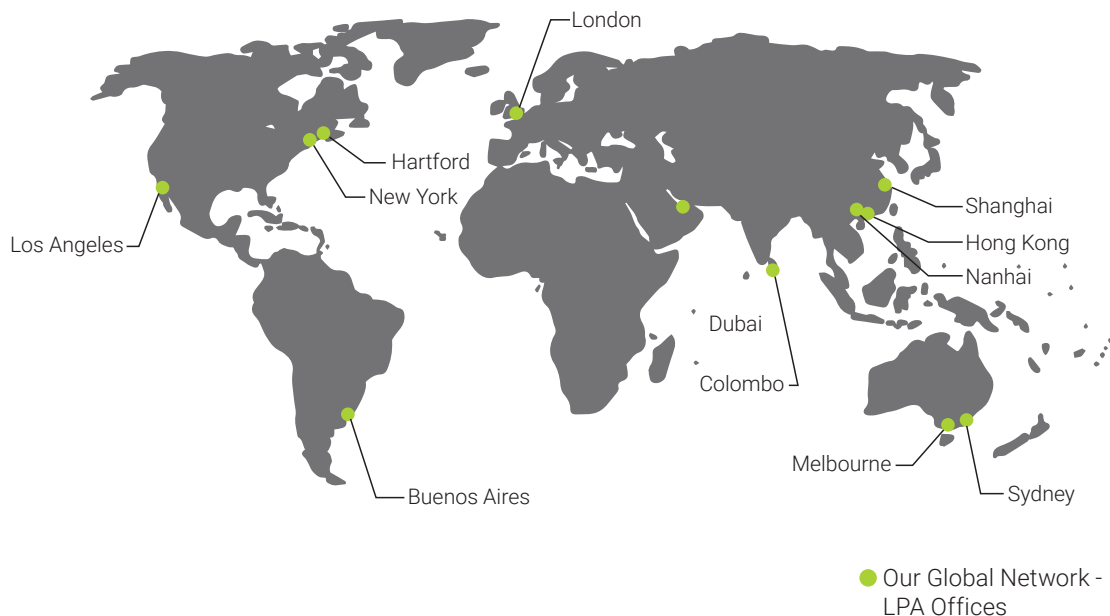 London
Hartford
New York
Los Angeles
Shanghai
Hong Kong
Nanhai
Dubai
Colombo
Melbourne
Sydney
Buenos Aires
Our Global Network -
LPA Offices